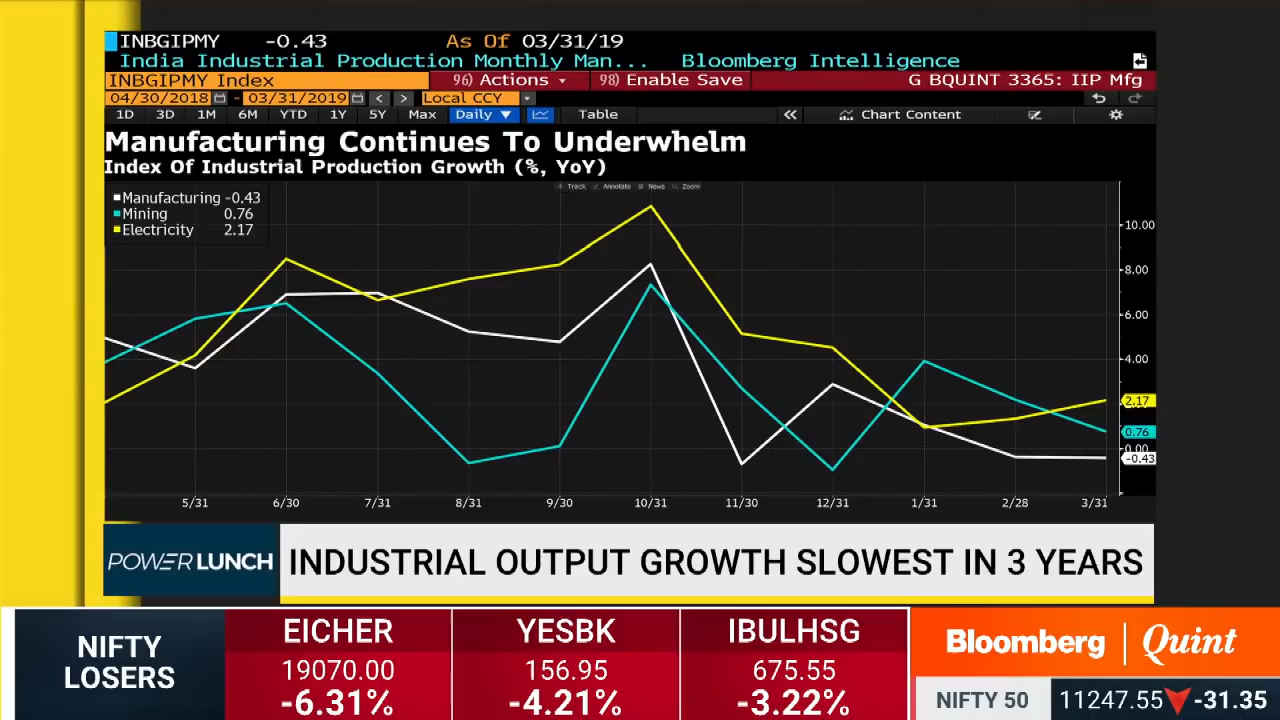 INBGIPMY -0.43 As Of 03/31/19
India Industrial Production Monthly Man... Bloomberg Intelligence
INBGIPMY Index 96) Actions 98) Enable Save G BQUINT 3365: IIP Mfg
04/30/2018 - 03/31/2019 < > Local CCY
1D 3D 1M 6M YTD 1Y 5Y Max Daily ▼ Table « Chart Content
Manufacturing Continues To Underwhelm
Index Of Industrial Production Growth (%, YoY)
Track Annotate News Zoom
Manufacturing -0.43
Mining 0.76
Electricity 2.17
10.00
8.00
6.00
4.00
2.17
0.76
0.00
-0.43
5/31 6/30 7/31 8/31 9/30 10/31 11/30 12/31 1/31 2/28 3/31
POWER LUNCH
INDUSTRIAL OUTPUT GROWTH SLOWEST IN 3 YEARS
NIFTY
LOSERS
EICHER
19070.00
-6.31%
YESBK
156.95
-4.21%
IBULHSG
675.55
-3.22%
Bloomberg | Quint
NIFTY 50 11247.55 -31.35